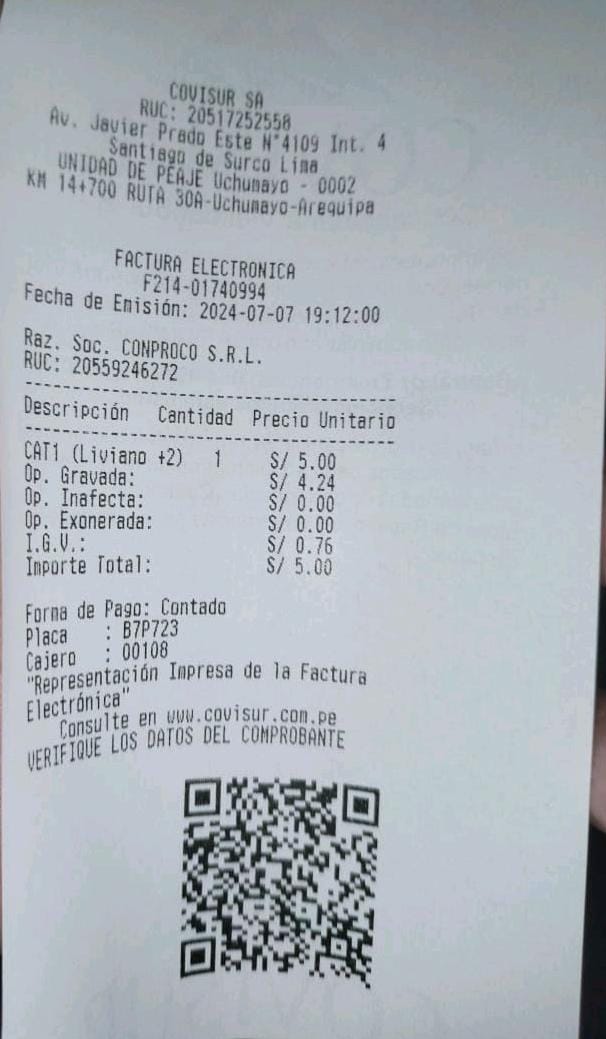 COVISUR SA
RUC: 20517252558
Av. Javier Prado Este N°4109 Int. 4
Santiago de Surco Lima
UNIDAD DE PEAJE Uchumayo - 0002
KM 14+700 RUTA 30A-Uchumayo-Arequipa
FACTURA ELECTRONICA
F214-01740994
Fecha de Emisión: 2024-07-07 19:12:00
Raz. Soc. CONPROCO S.R.L.
RUC: 20559246272
Descripción Cantidad Precio Unitario
CAT1 (Liviano +2) 1 S/ 5.00
Op. Gravada: S/ 4.24
Op. Inafecta: S/ 0.00
Op. Exonerada: S/ 0.00
I.G.V.: S/ 0.76
Importe Total: S/ 5.00
Forma de Pago: Contado
Placa : B7P723
Cajero : 00108
"Representación Impresa de la Factura
Electrónica"
Consulte en www.covisur.com.pe
VERIFIQUE LOS DATOS DEL COMPROBANTE